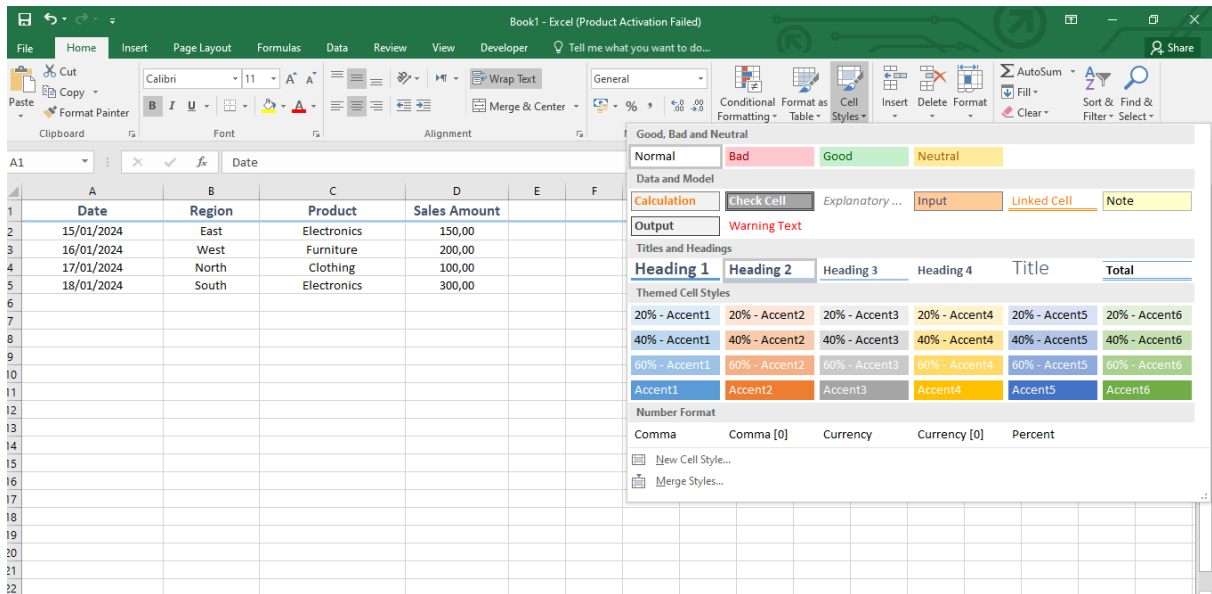 Book1 - Excel (Product Activation Failed)
File Home Insert Page Layout Formulas Data Review View Developer Tell me what you want to do... Share
Paste
Cut
Copy
Format Painter
Clipboard
Calibri 11
B I U
Font
Wrap Text
Merge & Center
Alignment
General
% ,
Conditional Formatting
Format as Table
Cell Styles
Insert Delete Format
AutoSum
Fill
Clear
Sort & Filter
Find & Select
A1 fx Date
A B C D E F
1 Date Region Product Sales Amount
2 15/01/2024 East Electronics 150,00
3 16/01/2024 West Furniture 200,00
4 17/01/2024 North Clothing 100,00
5 18/01/2024 South Electronics 300,00
6
7
8
9
10
11
12
13
14
15
16
17
18
19
20
21
22
Good, Bad and Neutral
Normal Bad Good Neutral
Data and Model
Calculation Check Cell Explanatory ... Input Linked Cell Note
Output Warning Text
Titles and Headings
Heading 1 Heading 2 Heading 3 Heading 4 Title Total
Themed Cell Styles
20% - Accent1 20% - Accent2 20% - Accent3 20% - Accent4 20% - Accent5 20% - Accent6
40% - Accent1 40% - Accent2 40% - Accent3 40% - Accent4 40% - Accent5 40% - Accent6
60% - Accent1 60% - Accent2 60% - Accent3 60% - Accent4 60% - Accent5 60% - Accent6
Accent1 Accent2 Accent3 Accent4 Accent5 Accent6
Number Format
Comma Comma [0] Currency Currency [0] Percent
New Cell Style...
Merge Styles...